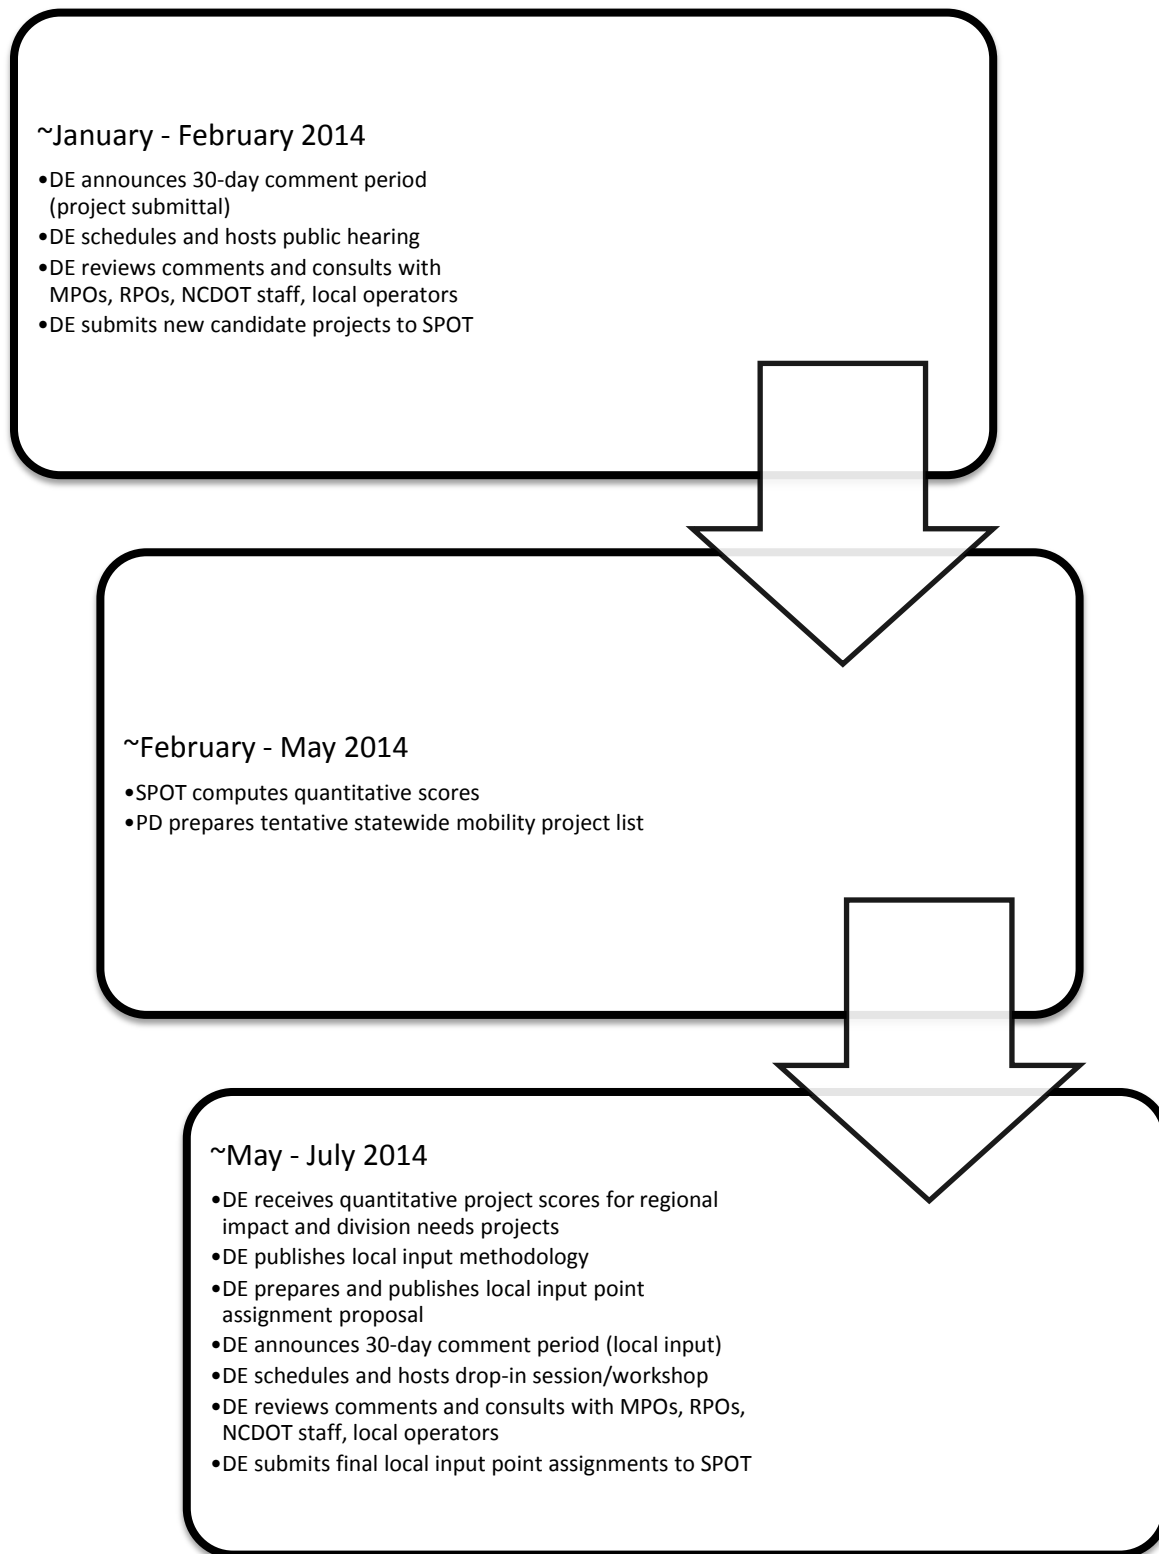 ~January - February 2014
•DE announces 30-day comment period
(project submittal)
•DE schedules and hosts public hearing
•DE reviews comments and consults with
MPOs, RPOs, NCDOT staff, local operators
•DE submits new candidate projects to SPOT
~February - May 2014
•SPOT computes quantitative scores
•PD prepares tentative statewide mobility project list
~May - July 2014
•DE receives quantitative project scores for regional
impact and division needs projects
•DE publishes local input methodology
•DE prepares and publishes local input point
assignment proposal
•DE announces 30-day comment period (local input)
•DE schedules and hosts drop-in session/workshop
•DE reviews comments and consults with MPOs, RPOs,
NCDOT staff, local operators
•DE submits final local input point assignments to SPOT